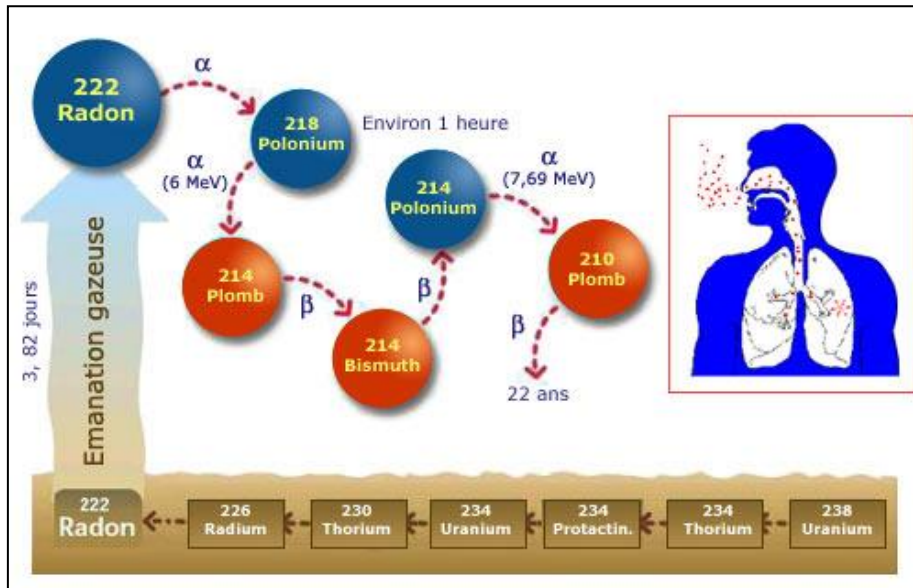 222
Radon
α
218
Polonium
Environ 1 heure
α
(6 MeV)
214
Polonium
α
(7,69 MeV)
214
Plomb
β
214
Bismuth
β
210
Plomb
β
22 ans
3, 82 jours
Emanation gazeuse
222
Radon
226
Radium
230
Thorium
234
Uranium
234
Protactin.
234
Thorium
238
Uranium